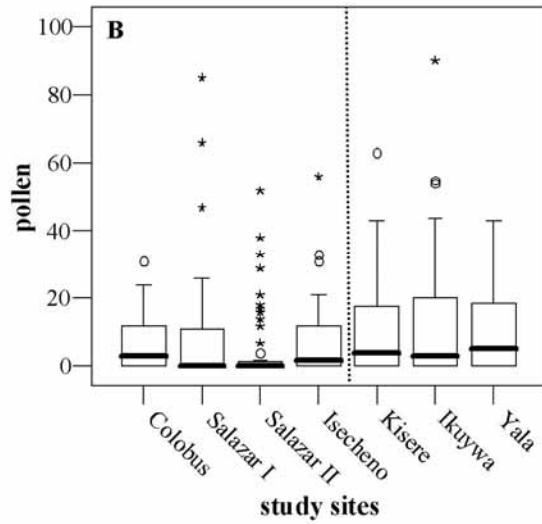 B
100
80
60
40
20
0
pollen
Colobus
Salazar I
Salazar II
Isecheno
Kisere
Ikuywa
Yala
study sites